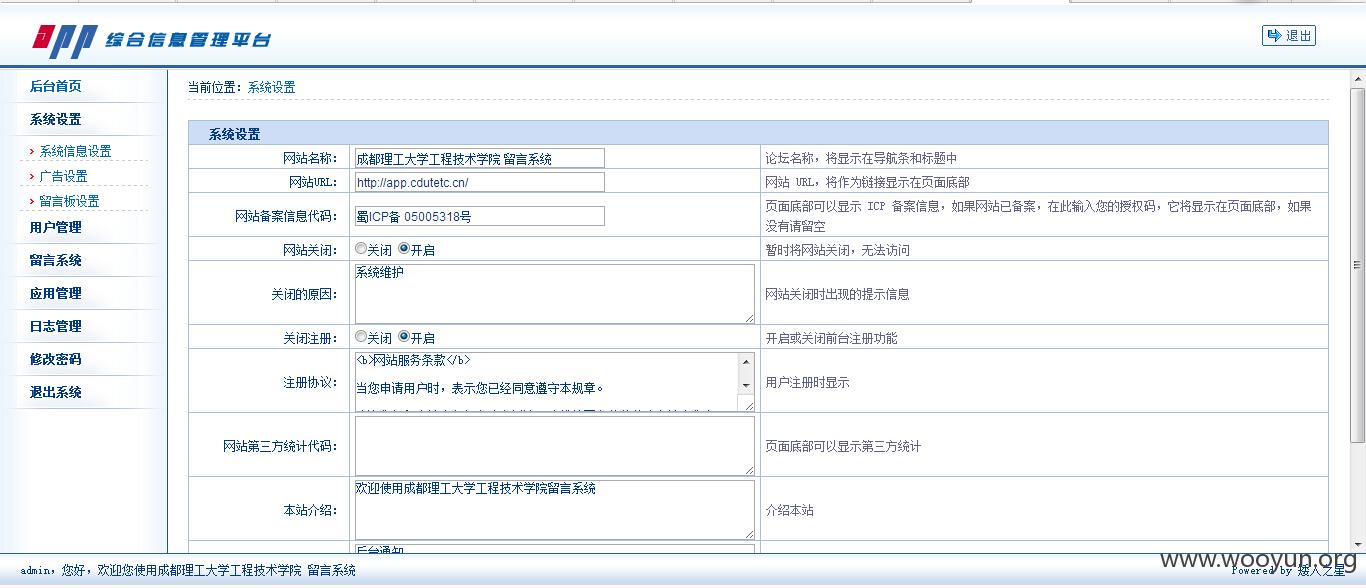 app 综合信息管理平台
退出
后台首页
系统设置
系统信息设置
广告设置
留言板设置
用户管理
留言系统
应用管理
日志管理
修改密码
退出系统
当前位置：系统设置
系统设置
网站名称： 成都理工大学工程技术学院 留言系统 论坛名称，将显示在导航条和标题中
网站URL： http://app.cdutetc.cn/ 网站 URL，将作为链接显示在页面底部
网站备案信息代码： 蜀ICP备 05005318号 页面底部可以显示 ICP 备案信息，如果网站已备案，在此输入您的授权码，它将显示在页面底部，如果
没有请留空
网站关闭： 关闭 开启 暂时将网站关闭，无法访问
关闭的原因： 系统维护 网站关闭时出现的提示信息
关闭注册： 关闭 开启 开启或关闭前台注册功能
注册协议： <b>网站服务条款</b> 用户注册时显示
当您申请用户时，表示您已经同意遵守本规章。
网站第三方统计代码： 页面底部可以显示第三方统计
本站介绍： 欢迎使用成都理工大学工程技术学院留言系统 介绍本站
后台通知
admin，您好，欢迎您使用成都理工大学工程技术学院 留言系统
Powered by 矮人之星
www.wooyun.org